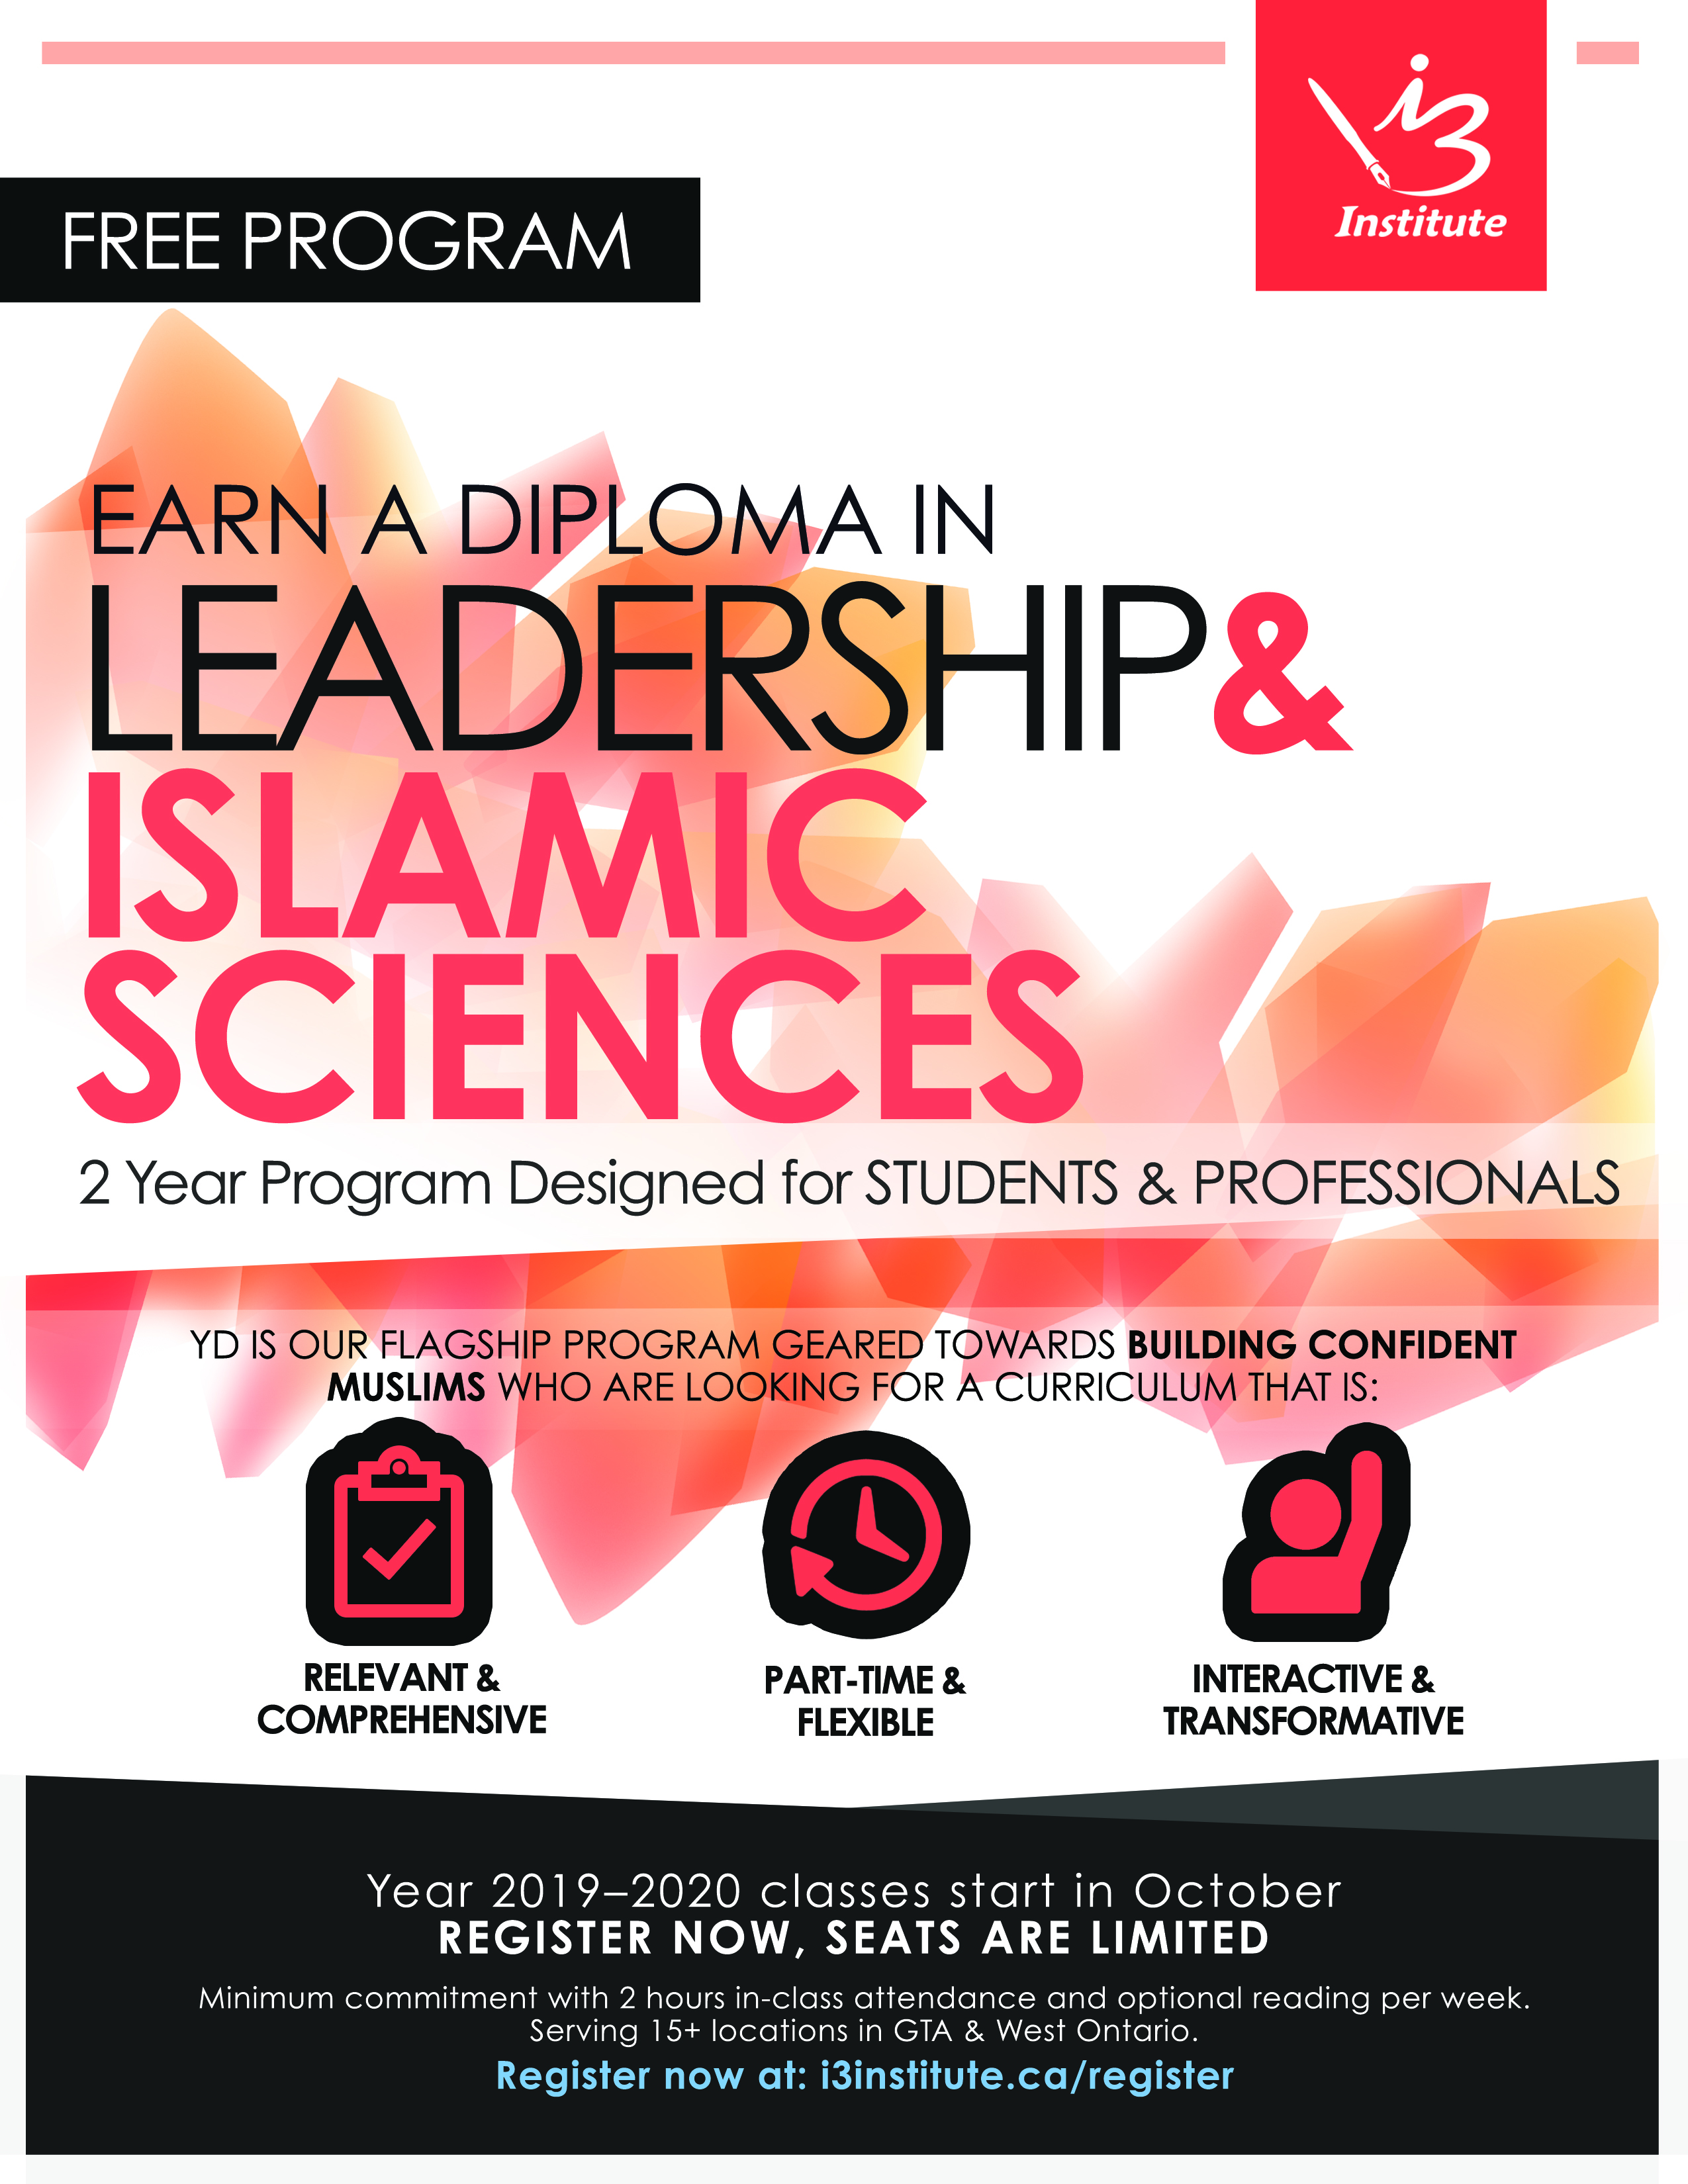 i3
Institute
FREE PROGRAM
EARN A DIPLOMA IN
LEADERSHIP &
ISLAMIC
SCIENCES
2 Year Program Designed for STUDENTS & PROFESSIONALS
YD IS OUR FLAGSHIP PROGRAM GEARED TOWARDS BUILDING CONFIDENT
MUSLIMS WHO ARE LOOKING FOR A CURRICULUM THAT IS:
RELEVANT &
COMPREHENSIVE
PART-TIME &
FLEXIBLE
INTERACTIVE &
TRANSFORMATIVE
Year 2019–2020 classes start in October
REGISTER NOW, SEATS ARE LIMITED
Minimum commitment with 2 hours in-class attendance and optional reading per week.
Serving 15+ locations in GTA & West Ontario.
Register now at: i3institute.ca/register